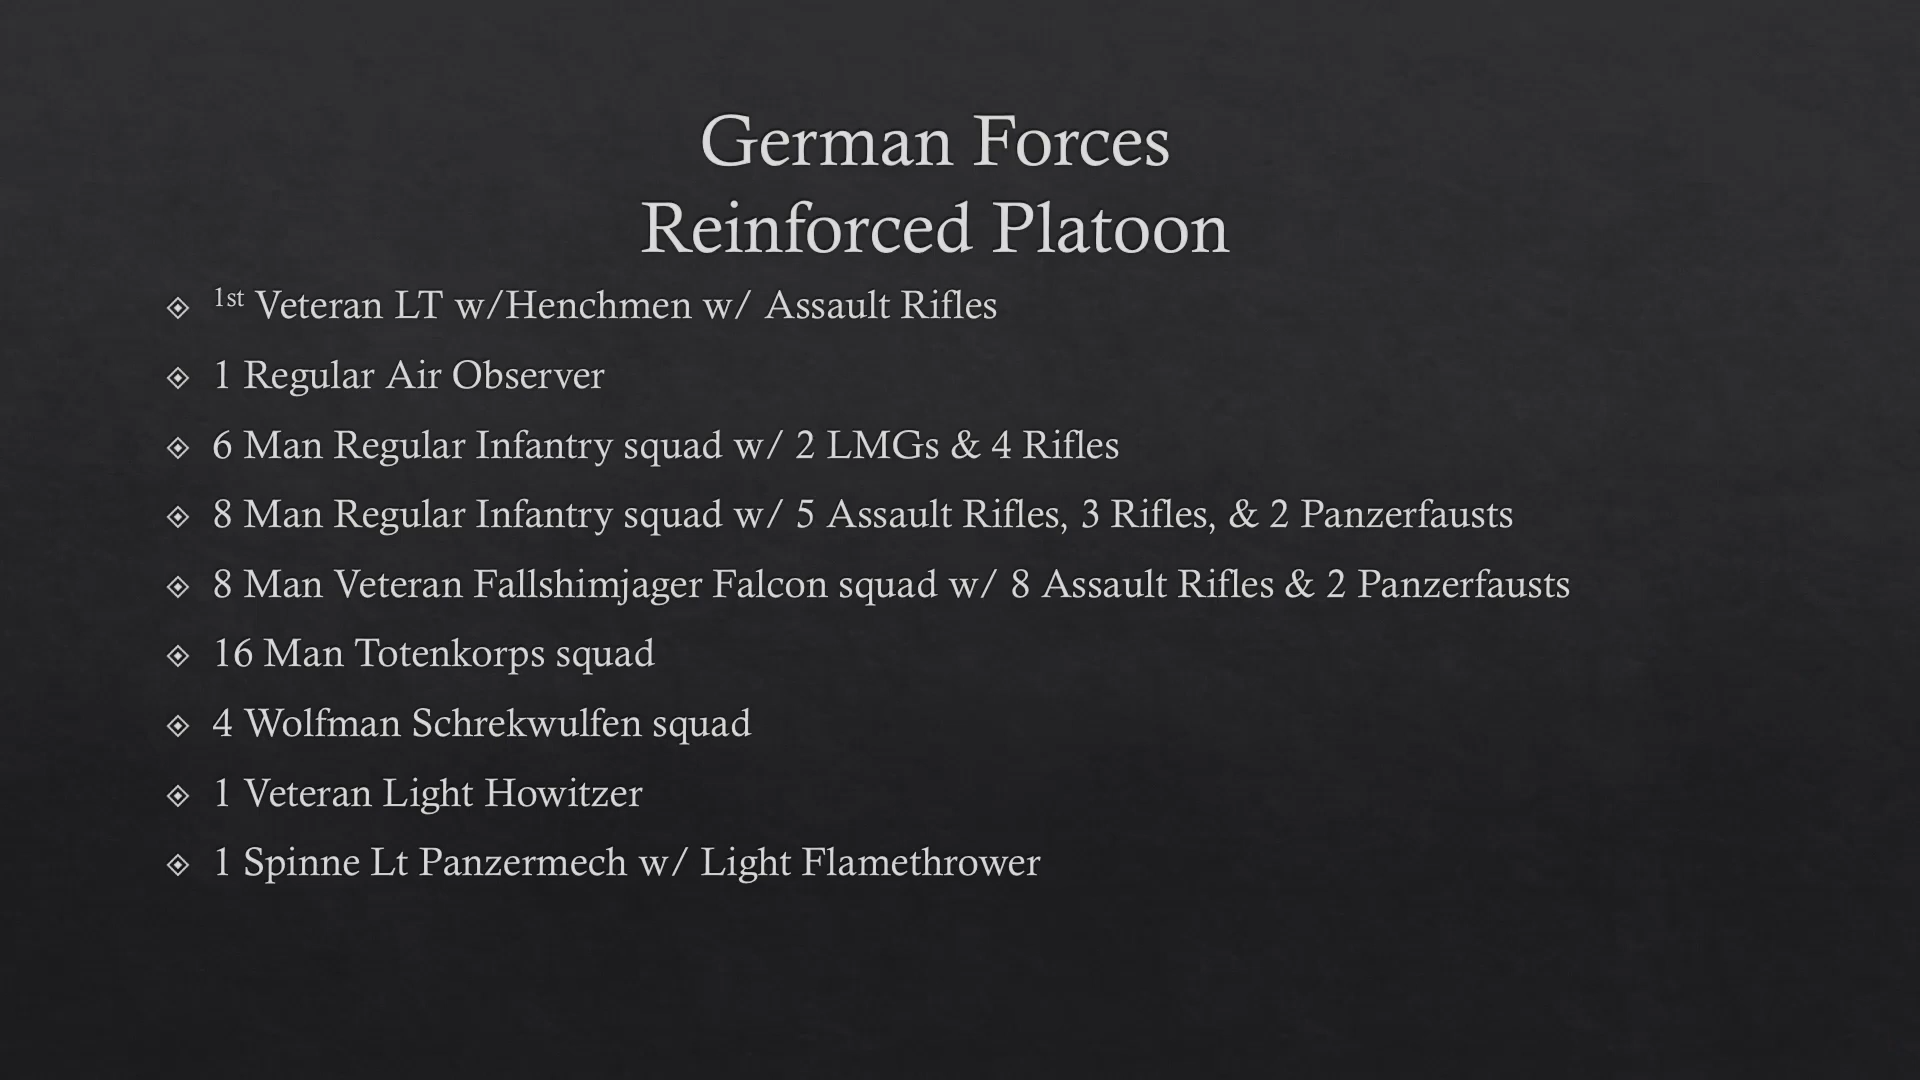 German Forces
Reinforced Platoon
1st Veteran LT w/Henchmen w/ Assault Rifles
1 Regular Air Observer
6 Man Regular Infantry squad w/ 2 LMGs & 4 Rifles
8 Man Regular Infantry squad w/ 5 Assault Rifles, 3 Rifles, & 2 Panzerfausts
8 Man Veteran Fallshimjager Falcon squad w/ 8 Assault Rifles & 2 Panzerfausts
16 Man Totenkorps squad
4 Wolfman Schrekwulfen squad
1 Veteran Light Howitzer
1 Spinne Lt Panzermech w/ Light Flamethrower